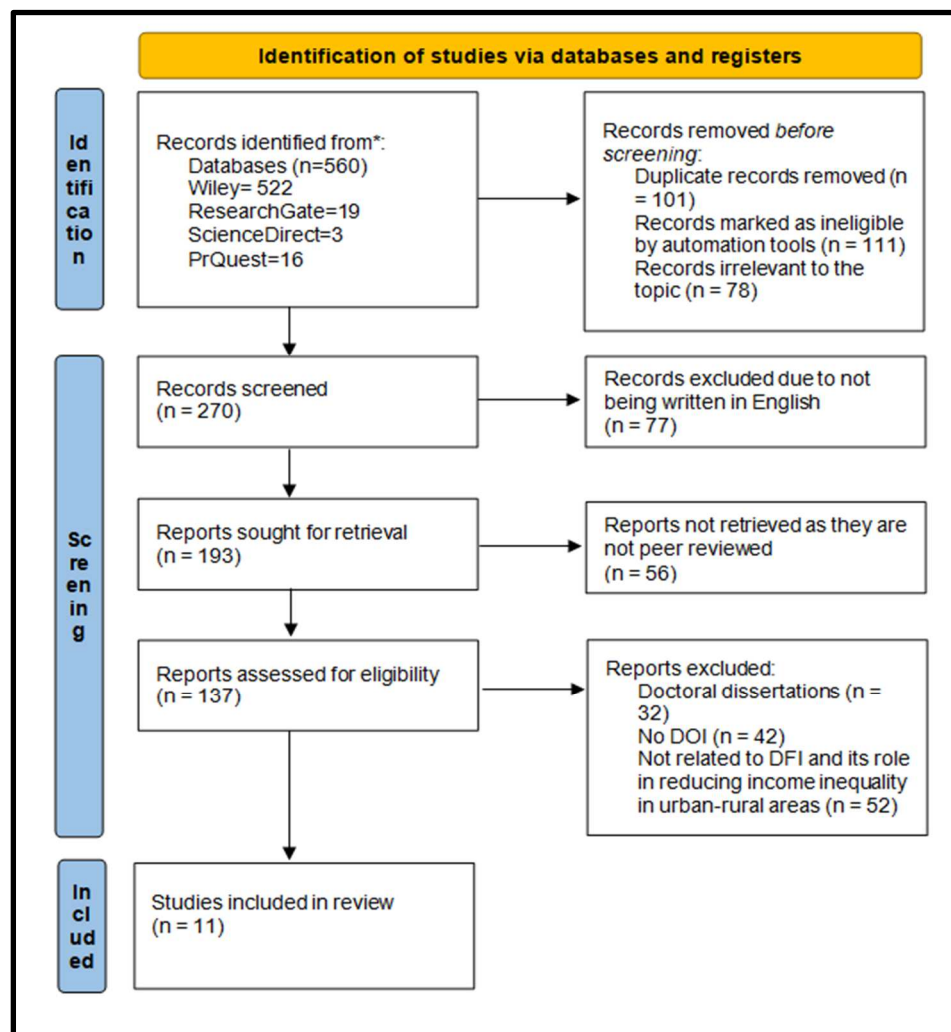 Identification of studies via databases and registers
Id
en
tifi
ca
tio
n
Records identified from*:
Databases (n=560)
Wiley= 522
ResearchGate=19
ScienceDirect=3
PrQuest=16
Records removed before
screening:
Duplicate records removed (n
= 101)
Records marked as ineligible
by automation tools (n = 111)
Records irrelevant to the
topic (n = 78)
Sc
re
en
in
g
Records screened
(n = 270)
Records excluded due to not
being written in English
(n = 77)
Reports sought for retrieval
(n = 193)
Reports not retrieved as they are
not peer reviewed
(n = 56)
Reports assessed for eligibility
(n = 137)
Reports excluded:
Doctoral dissertations (n =
32)
No DOI (n = 42)
Not related to DFI and its role
in reducing income inequality
in urban-rural areas (n = 52)
In
cl
ud
ed
Studies included in review
(n = 11)